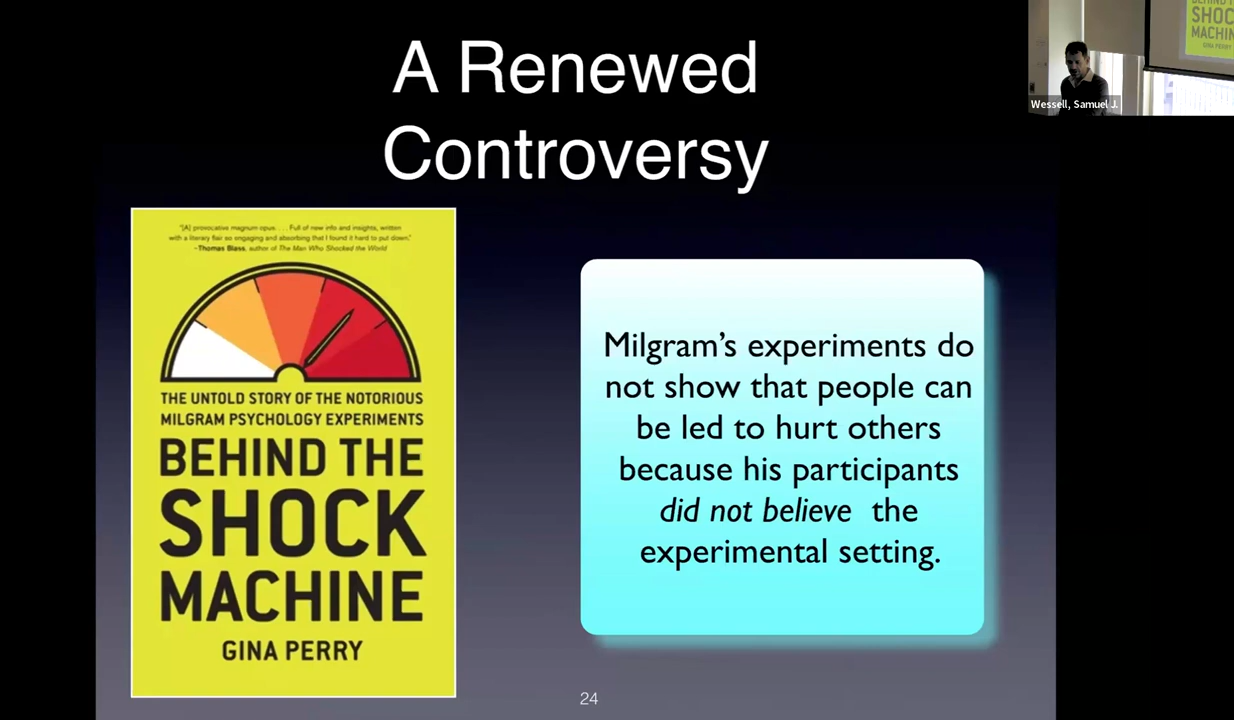 A Renewed
Controversy
"[A] provocative magnum opus. . . . Full of new info and insights, written
with a literary flair so engaging and absorbing that I found it hard to put down."
–Thomas Blass, author of The Man Who Shocked the World
THE UNTOLD STORY OF THE NOTORIOUS
MILGRAM PSYCHOLOGY EXPERIMENTS
BEHIND THE
SHOCK
MACHINE
GINA PERRY
Milgram's experiments do
not show that people can
be led to hurt others
because his participants
did not believe the
experimental setting.
24
SHOC
MACHIN
GINA PERRY
Wessell, Samuel J.